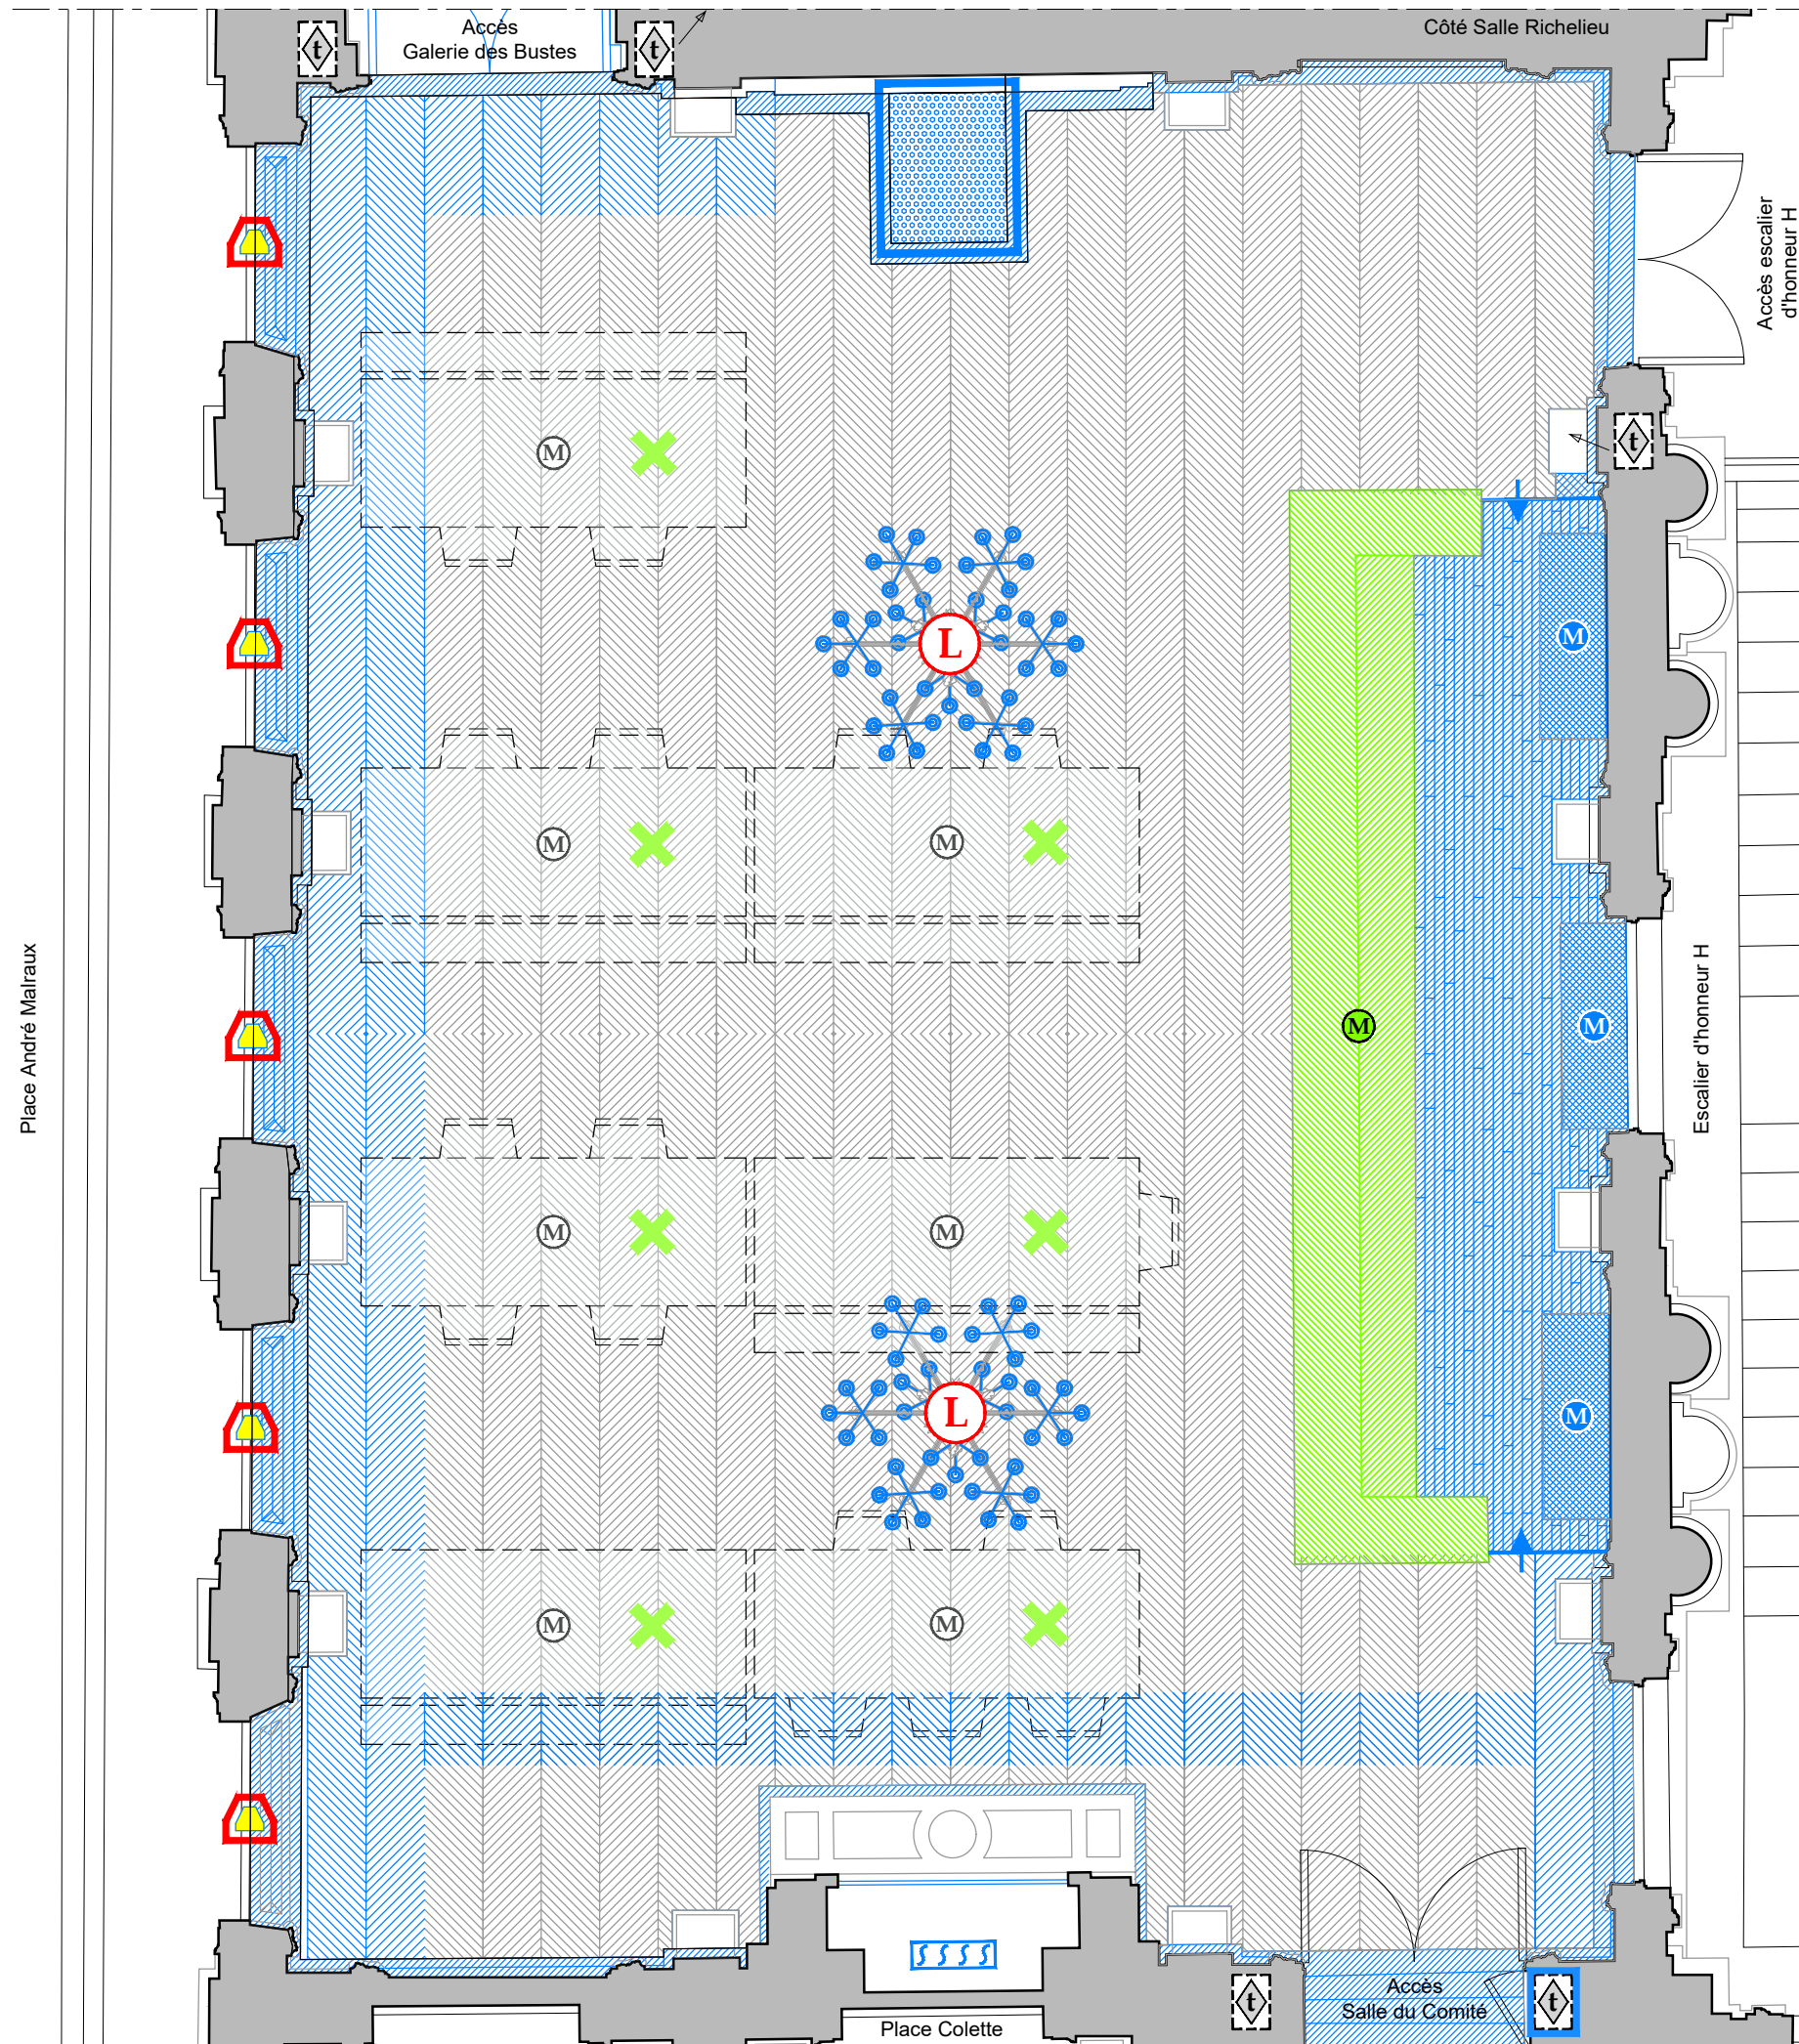 Accès
Galerie des Bustes
Côté Salle Richelieu
t
t
Accès escalier
d'honneur H
t
M
L
M
M
M
Place André Malraux
Escalier d'honneur H
M
M
M
M
L
M
M
M
t
Accès
Salle du Comité
t
Place Colette